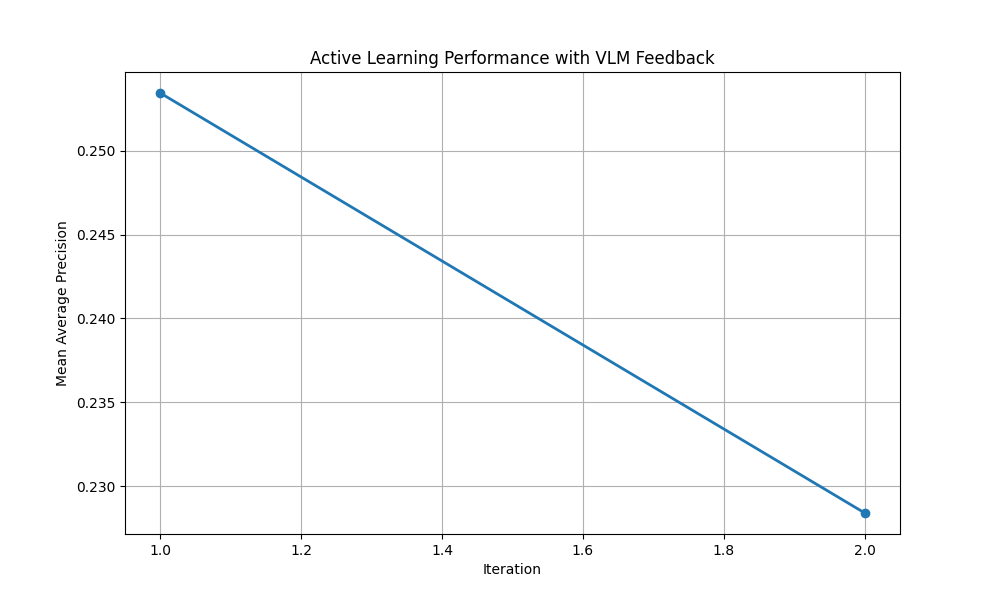 Active Learning Performance with VLM Feedback
Mean Average Precision
0.250
0.245
0.240
0.235
0.230
1.0 1.2 1.4 1.6 1.8 2.0
Iteration